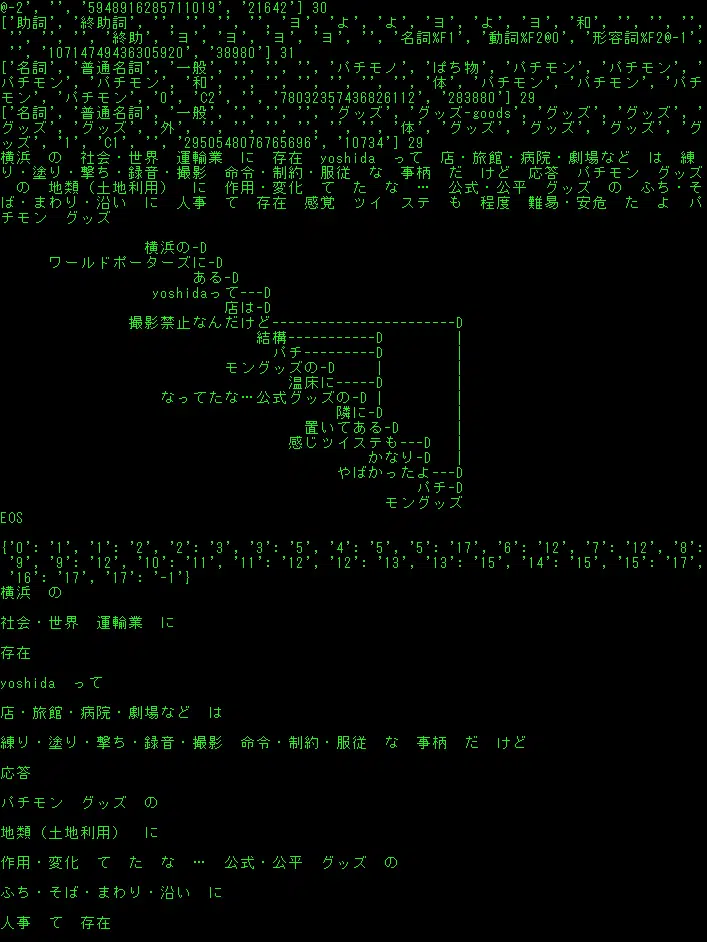 @-2', '', '5948916285711019', '21642'] 30
['助詞', '終助詞', '', '', '', '', 'ヨ', 'よ', 'よ', 'ヨ', 'よ', 'ヨ', '和', '', '', '', '',
 '', '', '', '終助', 'ヨ', 'ヨ', 'ヨ', 'ヨ', '', '', '名詞%F1', '動詞%F2@0', '形容詞%F2@-1',
 '', '10714749436305920', '38980'] 31
['名詞', '普通名詞', '一般', '', '', '', 'バチモノ', 'ばち物', 'バチモン', 'バチモン', '
バチモン', 'バチモン', '和', '', '', '', '', '', '', '体', 'バチモン', 'バチモン', 'バチ
モン', 'バチモン', '0', 'C2', '', '', '78032357436826112', '283880'] 29
['名詞', '普通名詞', '一般', '', '', '', 'グッズ', 'グッズ-goods', 'グッズ', 'グッズ', '
グッズ', 'グッズ', '外', '', '', '', '', '', '', '体', 'グッズ', 'グッズ', 'グッズ', 'グ
ッズ', '1', 'C1', '', '2950548076765696', '10734'] 29
横浜 の 社会・世界 運輸業 に 存在 yoshida って 店・旅館・病院・劇場など は 練
り・塗り・撃ち・録音・撮影 命令・制約・服従 な 事柄 だ けど 応答 バチモン グッズ
 の 地類（土地利用） に 作用・変化 て た な … 公式・公平 グッズ の ふち・そ
ば・まわり・沿い に 人事 て 存在 感覚 ツイ ステ も 程度 難易・安危 た よ バ
チモン グッズ
横浜の-D
ワールドポーターズに-D
ある-D
yoshidaって---D
店は-D
撮影禁止なんだけど-----------------------D
結構-----------D |
バチ---------D |
モングッズの-D | |
温床に-----D |
なってたな…公式グッズの-D | |
隣に-D |
置いてある-D |
感じツイステも---D |
かなり-D |
やばかったよ---D
バチ-D
モングッズ
EOS
{'0': '1', '1': '2', '2': '3', '3': '5', '4': '5', '5': '17', '6': '12', '7': '12', '8':
 '9', '9': '12', '10': '11', '11': '12', '12': '13', '13': '15', '14': '15', '15': '17',
 '16': '17', '17': '-1'}
横浜 の
社会・世界 運輸業 に
存在
yoshida って
店・旅館・病院・劇場など は
練り・塗り・撃ち・録音・撮影 命令・制約・服従 な 事柄 だ けど
応答
バチモン グッズ の
地類（土地利用） に
作用・変化 て た な … 公式・公平 グッズ の
ふち・そば・まわり・沿い に
人事 て 存在